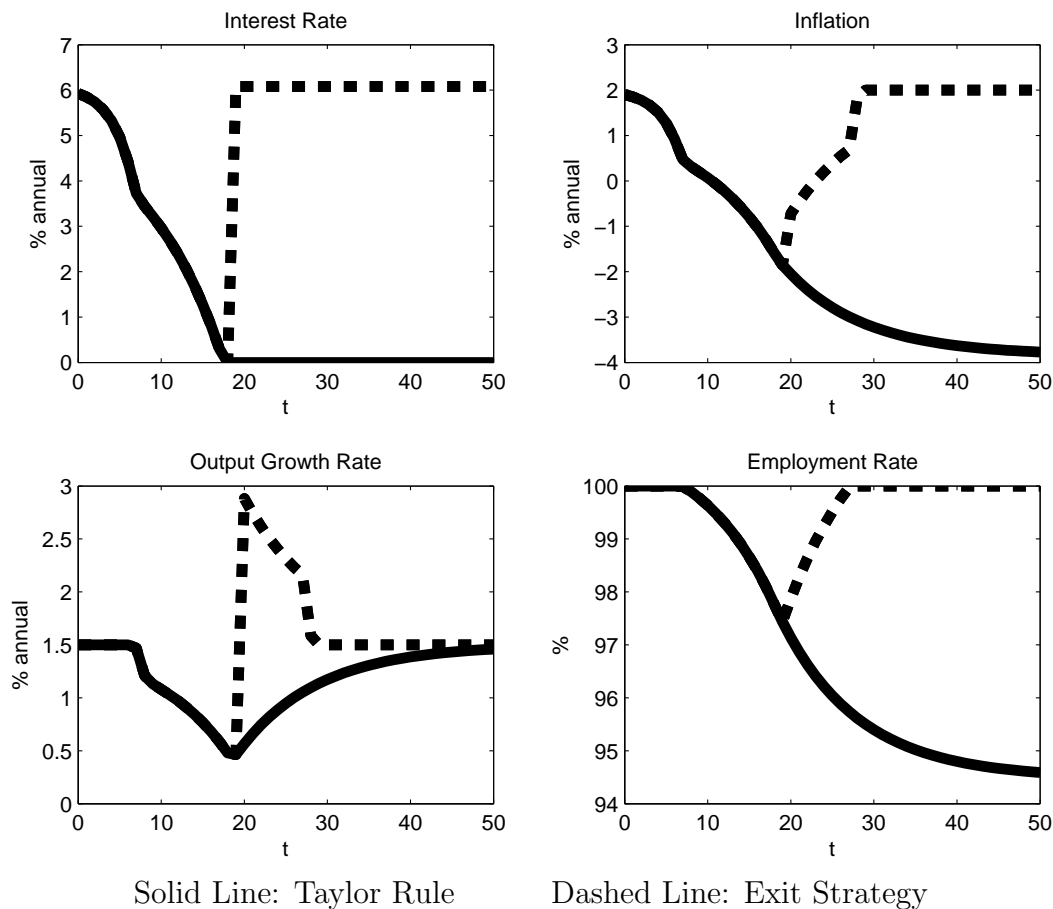 Interest Rate
7
6
5
4
3
2
1
0
% annual
0 10 20 30 40 50
t
Inflation
3
2
1
0
−1
−2
−3
−4
% annual
0 10 20 30 40 50
t
Output Growth Rate
3
2.5
2
1.5
1
0.5
0
% annual
0 10 20 30 40 50
t
Employment Rate
100
99
98
97
96
95
94
%
0 10 20 30 40 50
t
Solid Line: Taylor Rule Dashed Line: Exit Strategy